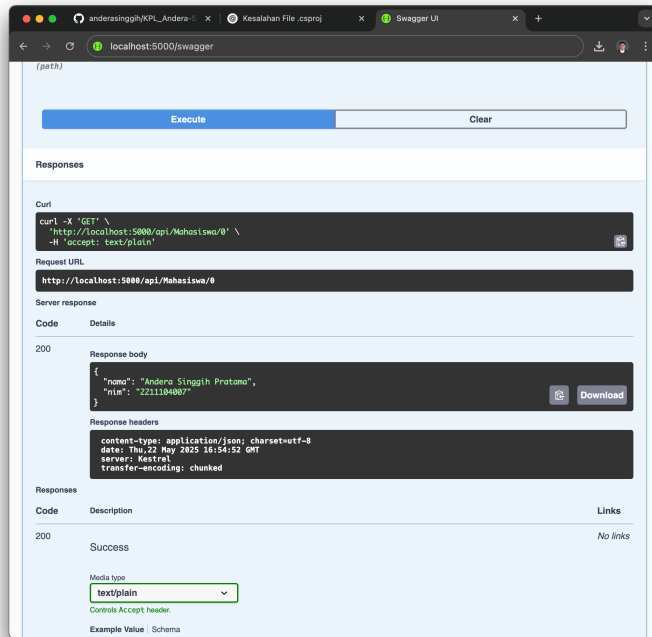 anderasinggih/KPL_Andera-S
Kesalahan File .csproj
Swagger UI
localhost:5000/swagger
(path)
Execute
Clear
Responses
Curl
curl -X 'GET' \
'http://localhost:5000/api/Mahasiswa/0' \
-H 'accept: text/plain'
Request URL
http://localhost:5000/api/Mahasiswa/0
Server response
Code Details
200
Response body
{
"nama": "Andera Singgih Pratama",
"nim": "2211104007"
}
Download
Response headers
content-type: application/json; charset=utf-8
date: Thu,22 May 2025 16:54:52 GMT
server: Kestrel
transfer-encoding: chunked
Responses
Code Description Links
200 No links
Success
Media type
text/plain
Controls Accept header.
Example Value Schema